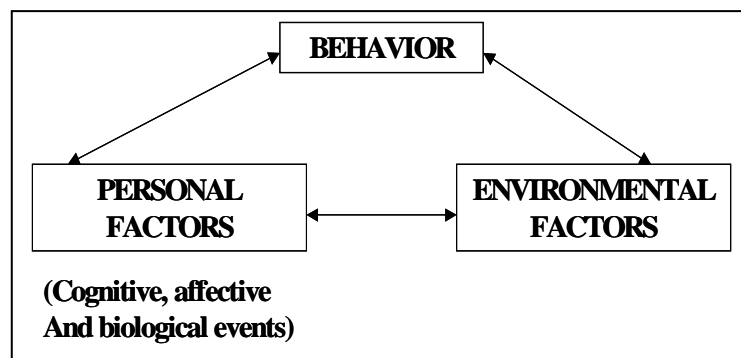 BEHAVIOR
PERSONAL
FACTORS
ENVIRONMENTAL
FACTORS
(Cognitive, affective
And biological events)